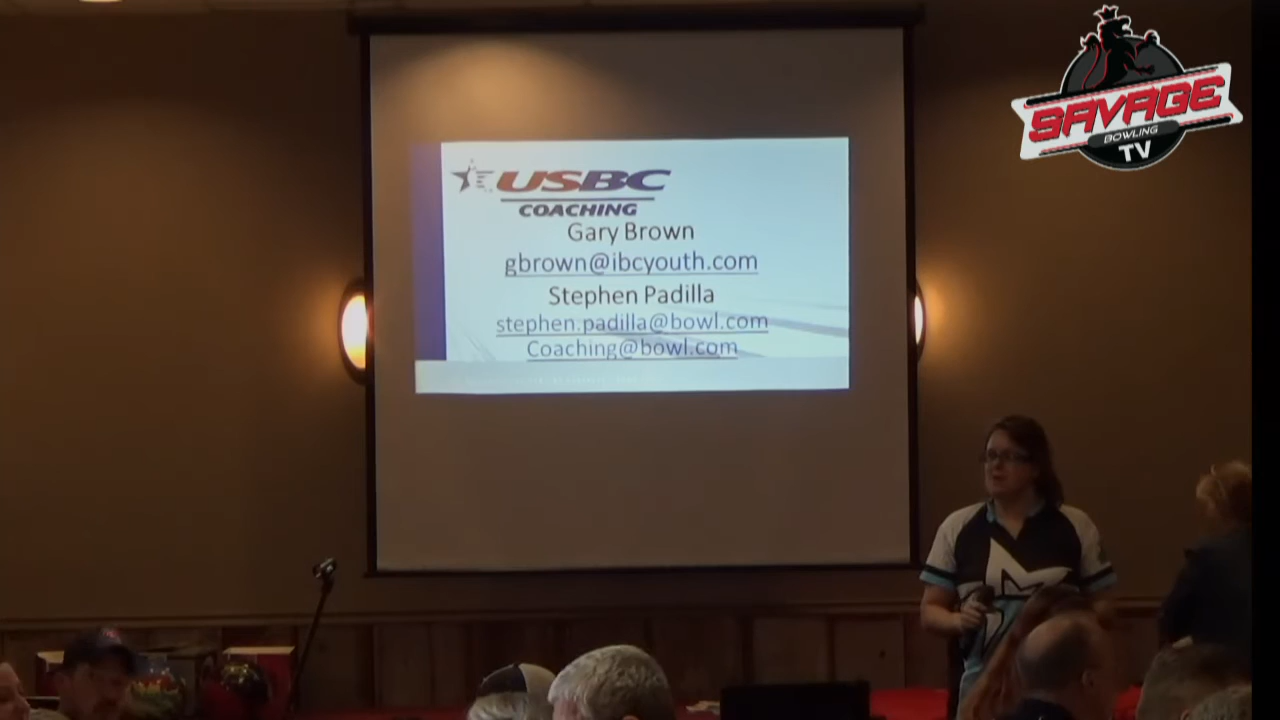 SAVAGE
BOWLING
TV
USBC
COACHING
Gary Brown
gbrown@ibcyouth.com
Stephen Padilla
stephen.padilla@bowl.com
Coaching@bowl.com